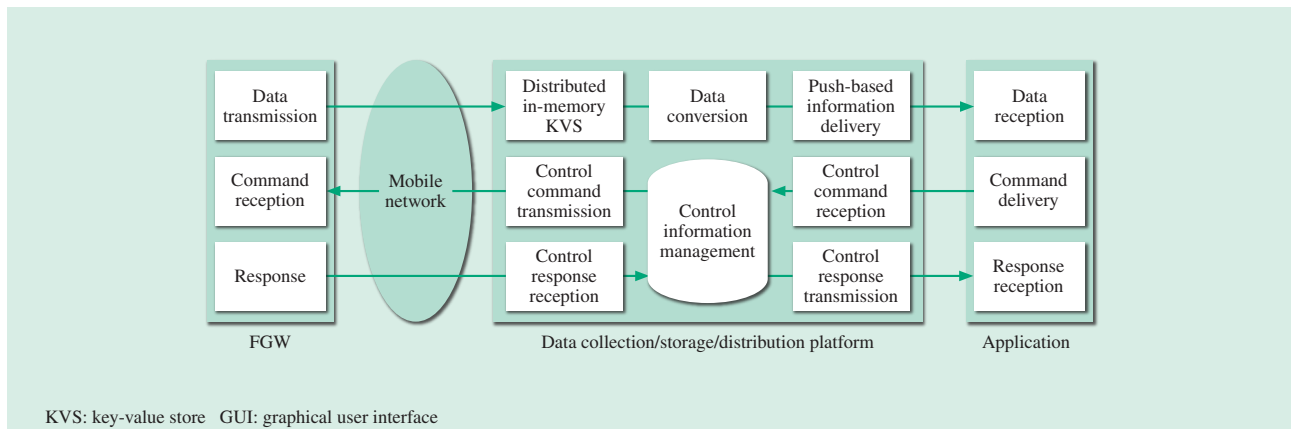 Data
transmission
Distributed
in-memory
KVS
Data
conversion
Push-based
information
delivery
Data
reception
Command
reception
Mobile
network
Control
command
transmission
Control
information
management
Control
command
reception
Command
delivery
Response
Control
response
reception
Control
response
transmission
Response
reception
FGW
Data collection/storage/distribution platform
Application
KVS: key-value store GUI: graphical user interface